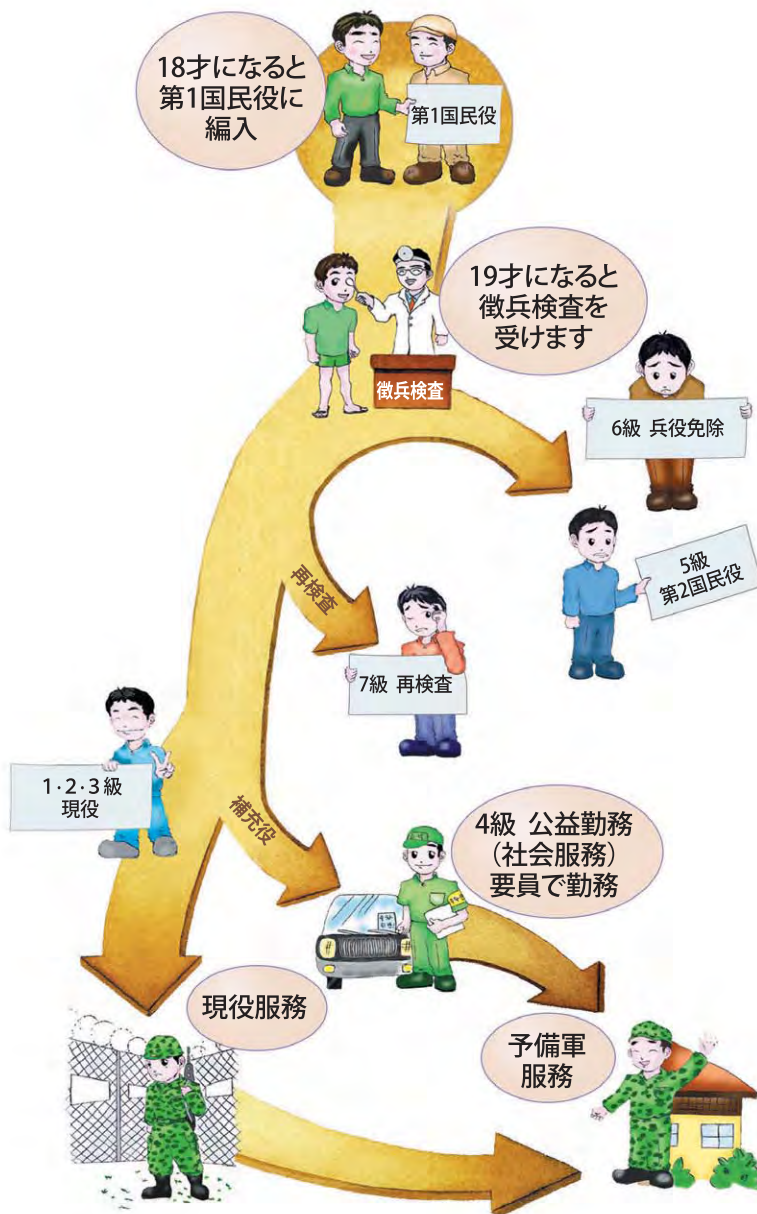 18才になると
第1国民役に
編入
第1国民役
19才になると
徴兵検査を
受けます
徴兵検査
6級 兵役免除
5級
第2国民役
再検査
7級 再検査
1・2・3級
現役
補充役
4級 公益勤務
（社会服務）
要員で勤務
現役服務
予備軍
服務